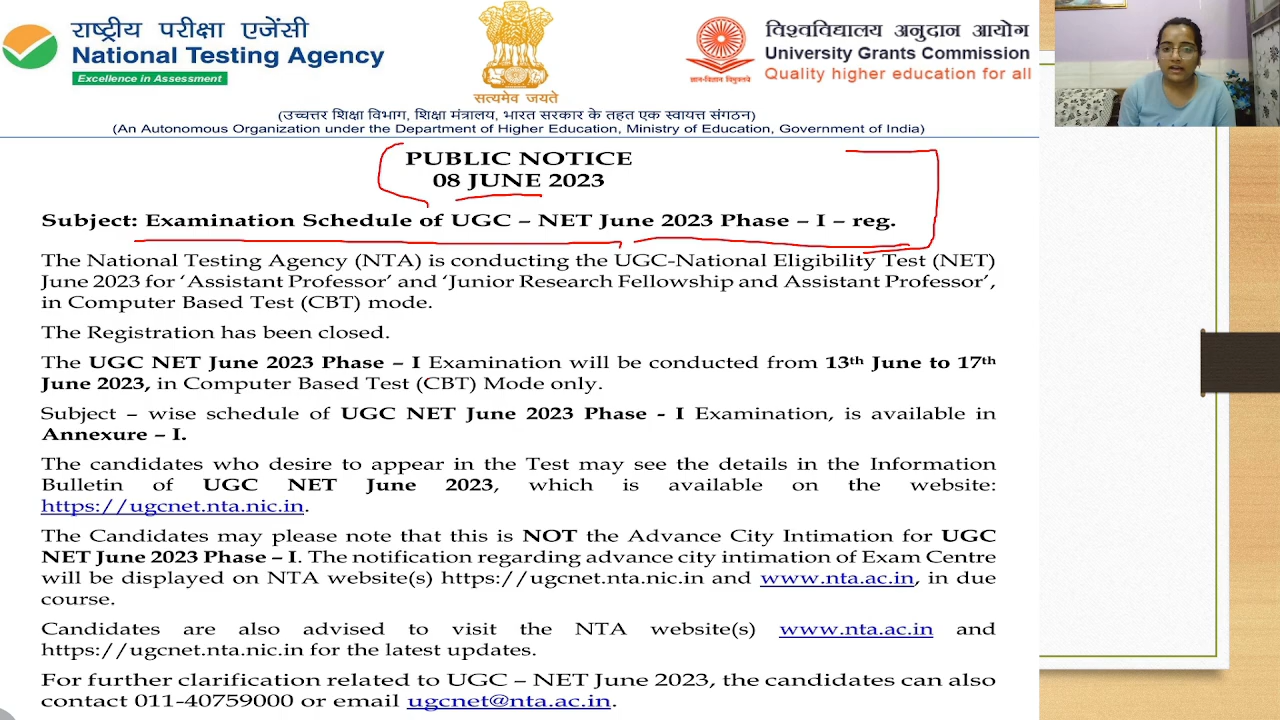 राष्ट्रीय परीक्षा एजेंसी
National Testing Agency
Excellence in Assessment
सत्यमेव जयते
ज्ञान-विज्ञान विमुक्तये
विश्वविद्यालय अनुदान आयोग
University Grants Commission
Quality higher education for all
(उच्चत्तर शिक्षा विभाग, शिक्षा मंत्रालय, भारत सरकार के तहत एक स्वायत्त संगठन)
(An Autonomous Organization under the Department of Higher Education, Ministry of Education, Government of India)
PUBLIC NOTICE
08 JUNE 2023
Subject: Examination Schedule of UGC – NET June 2023 Phase – I – reg.
The National Testing Agency (NTA) is conducting the UGC-National Eligibility Test (NET)
June 2023 for ‘Assistant Professor’ and ‘Junior Research Fellowship and Assistant Professor’,
in Computer Based Test (CBT) mode.
The Registration has been closed.
The UGC NET June 2023 Phase – I Examination will be conducted from 13th June to 17th
June 2023, in Computer Based Test (CBT) Mode only.
Subject – wise schedule of UGC NET June 2023 Phase - I Examination, is available in
Annexure – I.
The candidates who desire to appear in the Test may see the details in the Information
Bulletin of UGC NET June 2023, which is available on the website:
https://ugcnet.nta.nic.in.
The Candidates may please note that this is NOT the Advance City Intimation for UGC
NET June 2023 Phase – I. The notification regarding advance city intimation of Exam Centre
will be displayed on NTA website(s) https://ugcnet.nta.nic.in and www.nta.ac.in, in due
course.
Candidates are also advised to visit the NTA website(s) www.nta.ac.in and
https://ugcnet.nta.nic.in for the latest updates.
For further clarification related to UGC – NET June 2023, the candidates can also
contact 011-40759000 or email ugcnet@nta.ac.in.